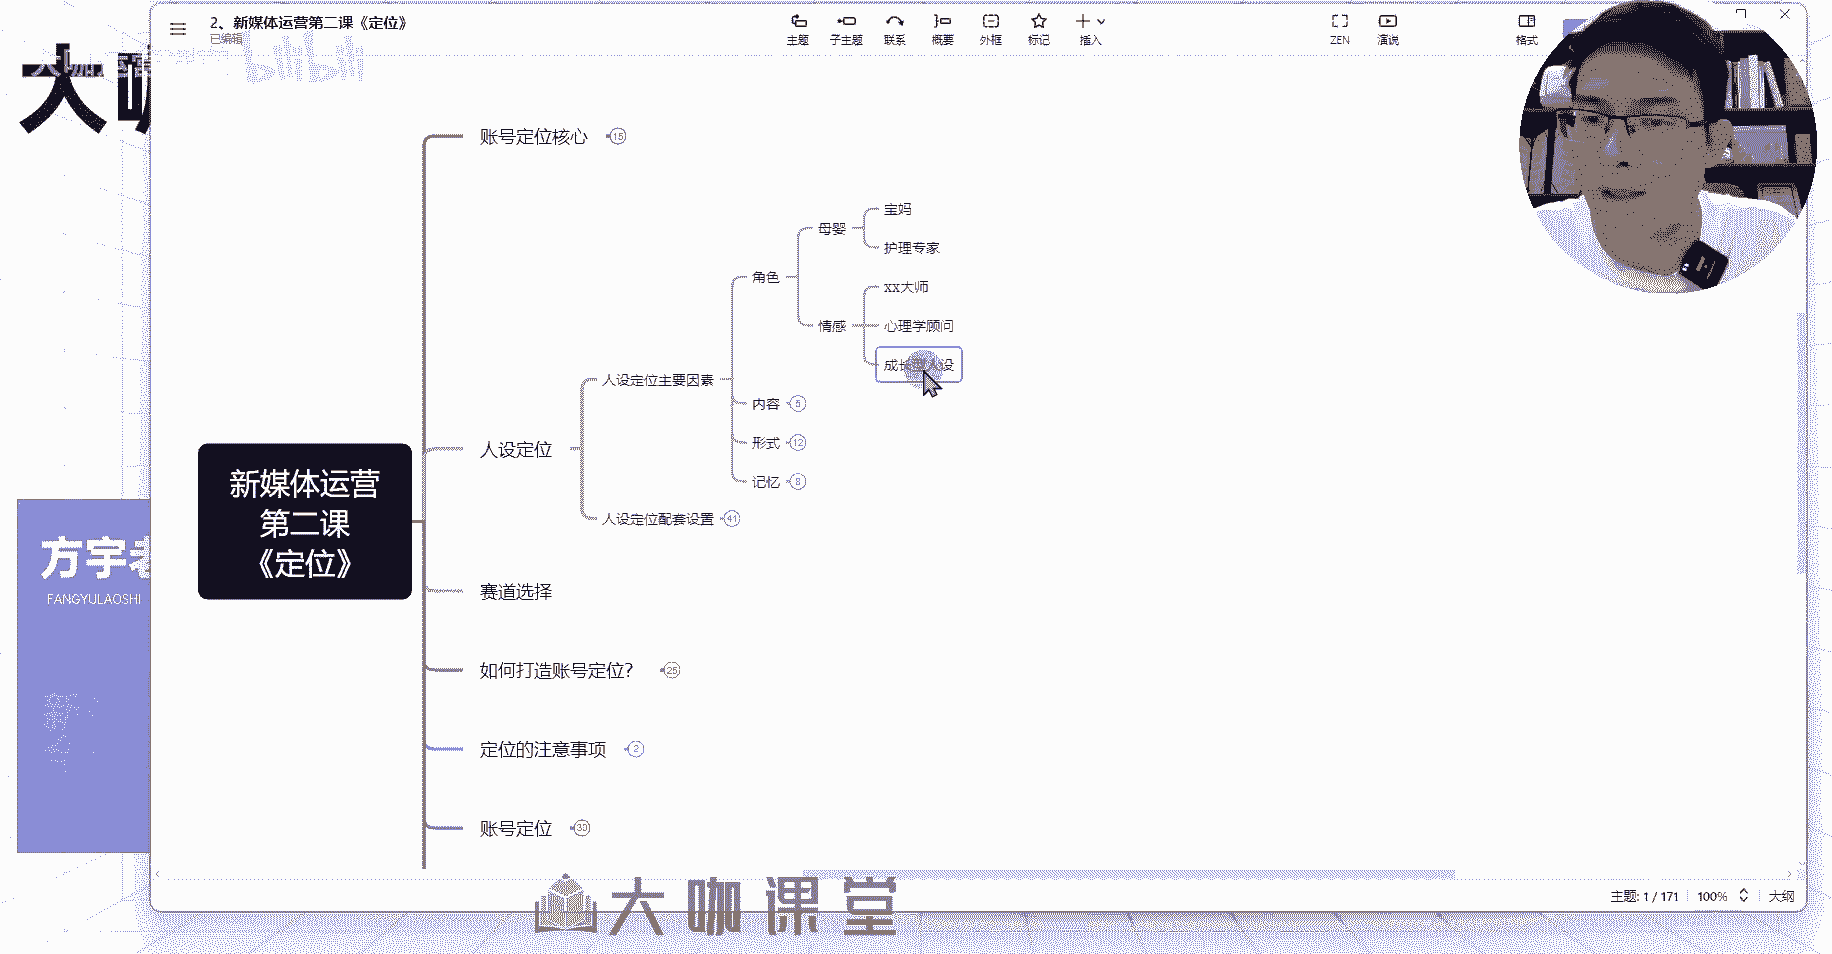 2、新媒体运营第二课《定位》
已编辑
主题
子主题
联系
概要
外框
标记
插入
ZEN
演说
格式
大咖
bilibili
账号定位核心
15
宝妈
母婴
护理专家
角色
xx大师
情感
心理学顾问
成长
设
人设定位主要因素
内容
5
形式
12
人设定位
记忆
8
人设定位配套设置
41
新媒体运营
第二课
《定位》
方宇老
FANGYULAOSHI
赛道选择
如何打造账号定位?
25
定位的注意事项
2
账号定位
30
大咖课堂
主题: 1 / 171
100%
大纲